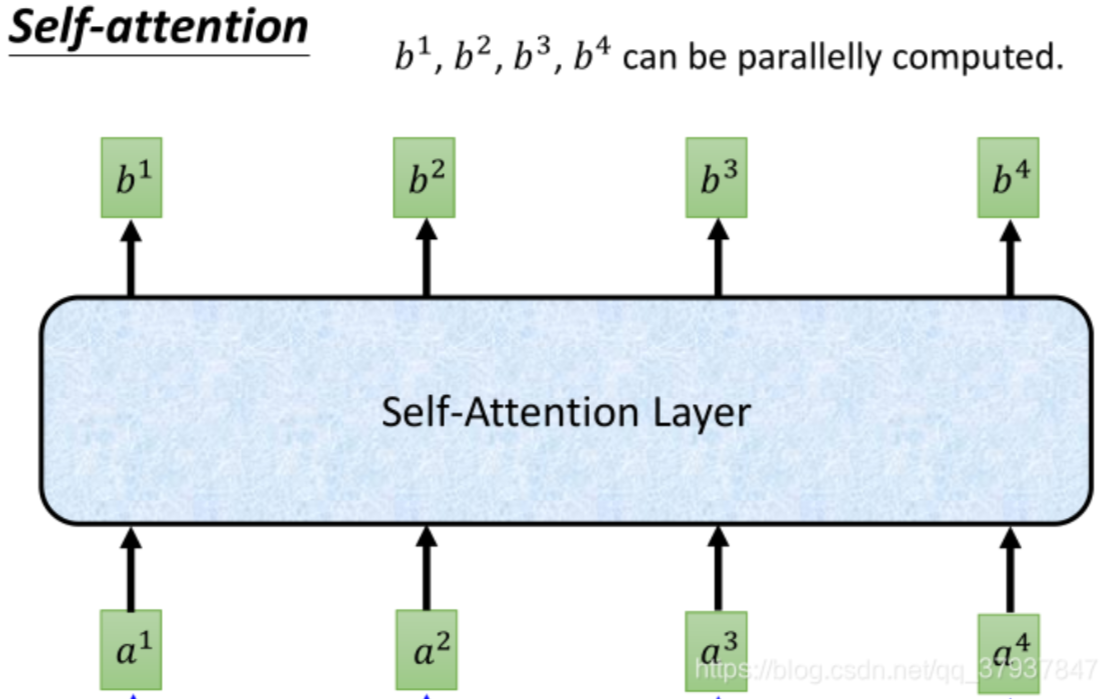 Self-attention
b¹, b², b³, b⁴ can be parallelly computed.
b¹ b² b³ b⁴
Self-Attention Layer
a¹ a² a³ a⁴
https://blog.csdn.net/qq_37937847